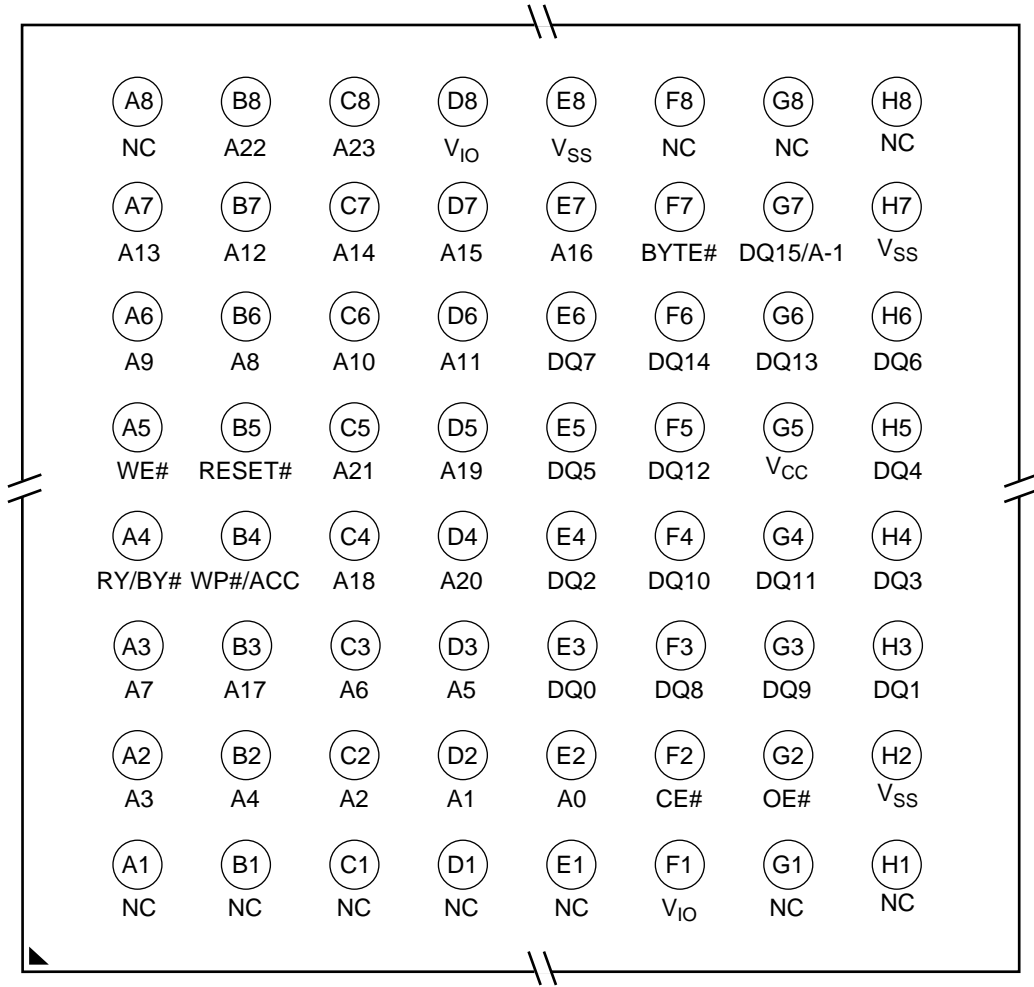 A8 B8 C8 D8 E8 F8 G8 H8
NC A22 A23 VIO VSS NC NC NC
A7 B7 C7 D7 E7 F7 G7 H7
A13 A12 A14 A15 A16 BYTE# DQ15/A-1 VSS
A6 B6 C6 D6 E6 F6 G6 H6
A9 A8 A10 A11 DQ7 DQ14 DQ13 DQ6
A5 B5 C5 D5 E5 F5 G5 H5
WE# RESET# A21 A19 DQ5 DQ12 VCC DQ4
A4 B4 C4 D4 E4 F4 G4 H4
RY/BY# WP#/ACC A18 A20 DQ2 DQ10 DQ11 DQ3
A3 B3 C3 D3 E3 F3 G3 H3
A7 A17 A6 A5 DQ0 DQ8 DQ9 DQ1
A2 B2 C2 D2 E2 F2 G2 H2
A3 A4 A2 A1 A0 CE# OE# VSS
A1 B1 C1 D1 E1 F1 G1 H1
NC NC NC NC NC VIO NC NC